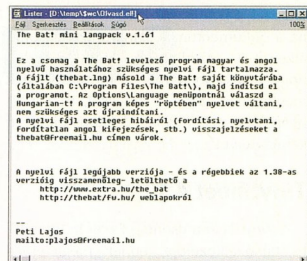 Lister - [D:\temp\$wc\Olvasd.el]
Fájl Szerkesztés Beállítások Súgó 100%
The Bat! mini langpack v.1.61
-----------------------------
Ez a csomag a The Bat! levelező program magyar és angol
nyelvű használatához szükséges nyelvi fájl tartalmazza.
A fájlt (thebat.lng) másold a The Bat! saját könyvtárába
(általában C:\Program Files\The Bat!\), majd indítsd el
a programot. Az Options\Language menüpontnál válaszd a
Hungarian-t! A program képes "röptében" nyelvet váltani,
nem szükséges azt újraindítani.
A nyelvi fájl esetleges hibáiról (fordítási, nyelvtani,
fordítatlan angol kifejezések, stb.) visszajelzéseket a
thebat@freemail.hu címen várok.
A nyelvi fájl legújabb verziója - és a régebbiek az 1.38-as
verzióig visszamenőleg- letölthető a
http://www.extra.hu/the_bat
http://thebat/fw.hu/ weblapokról
--
Peti Lajos
mailto:plajos@freemail.hu